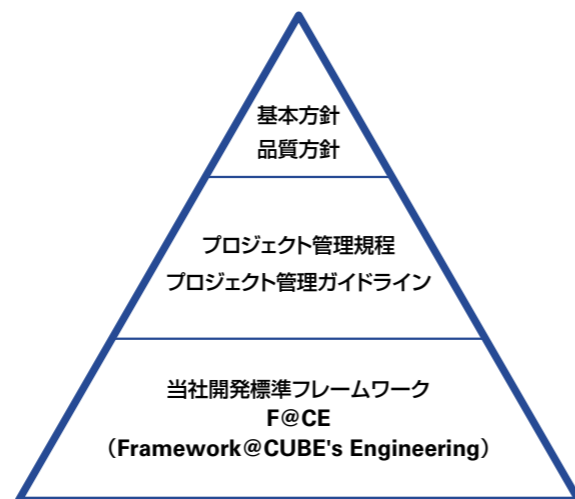 基本方針
品質方針
プロジェクト管理規程
プロジェクト管理ガイドライン
当社開発標準フレームワーク
F@CE
（Framework@CUBE's Engineering）